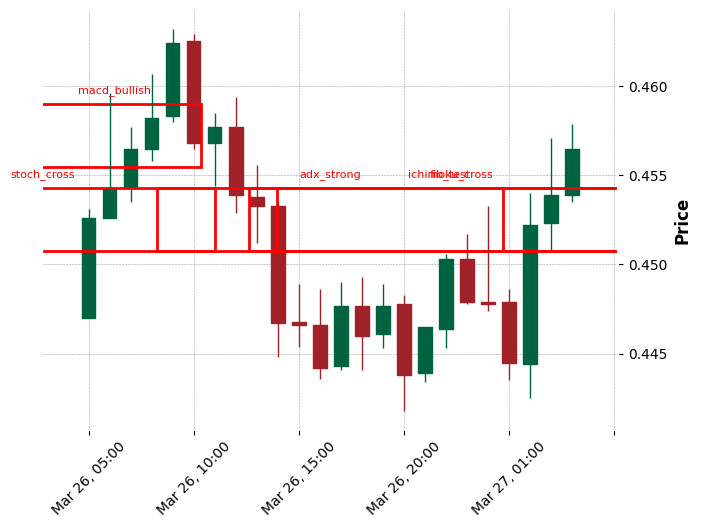 macd_bullish
stoch_cross
adx_strong
0.460
0.455
0.450
0.445
Price
Mar 26, 05:00
Mar 26, 10:00
Mar 26, 15:00
Mar 26, 20:00
Mar 27, 01:00